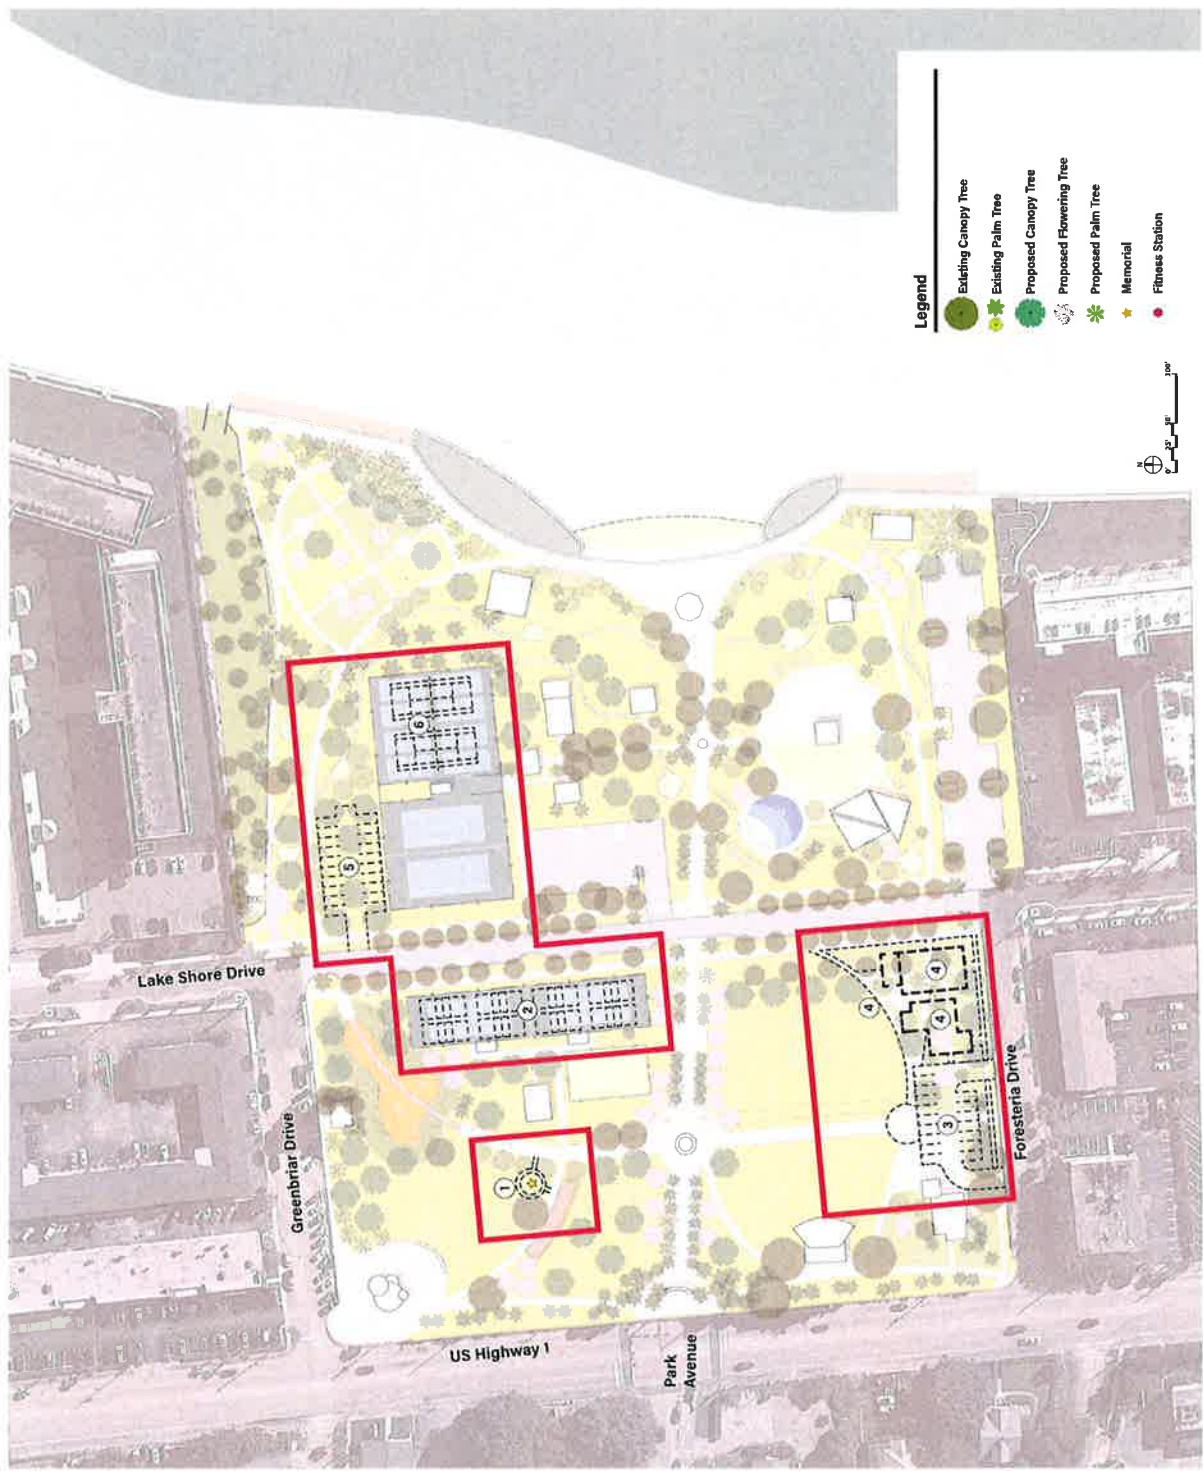 Legend
Existing Canopy Tree
Existing Palm Tree
Proposed Canopy Tree
Proposed Flowering Tree
Proposed Palm Tree
Memorial
Fitness Station
N
0' 25' 50' 100'
Lake Shore Drive
Greenbriar Drive
US Highway 1
Park
Avenue
Foresteria Drive
1
2
3
4
4
4
5
6